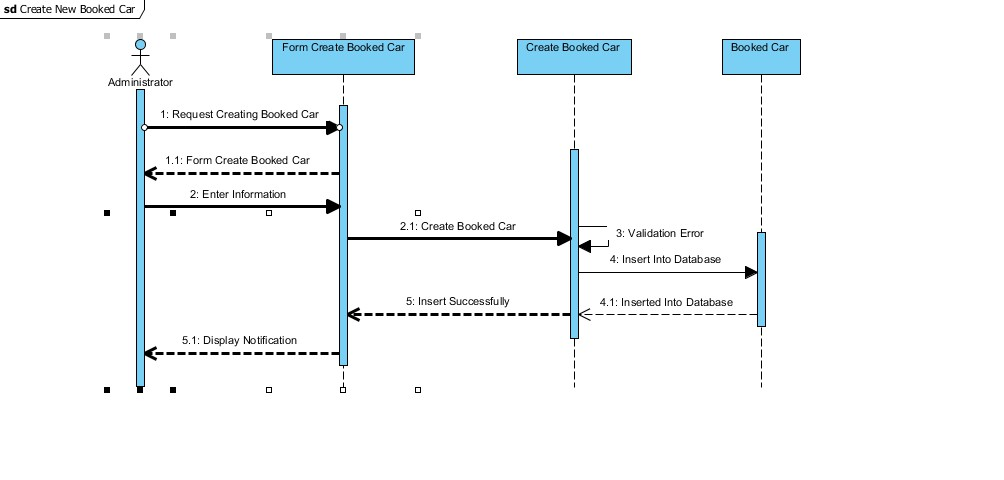 sd Create New Booked Car
Form Create Booked Car
Create Booked Car
Booked Car
Administrator
1: Request Creating Booked Car
1.1: Form Create Booked Car
2: Enter Information
2.1: Create Booked Car
3: Validation Error
4: Insert Into Database
5: Insert Successfully
4.1: Inserted Into Database
5.1: Display Notification